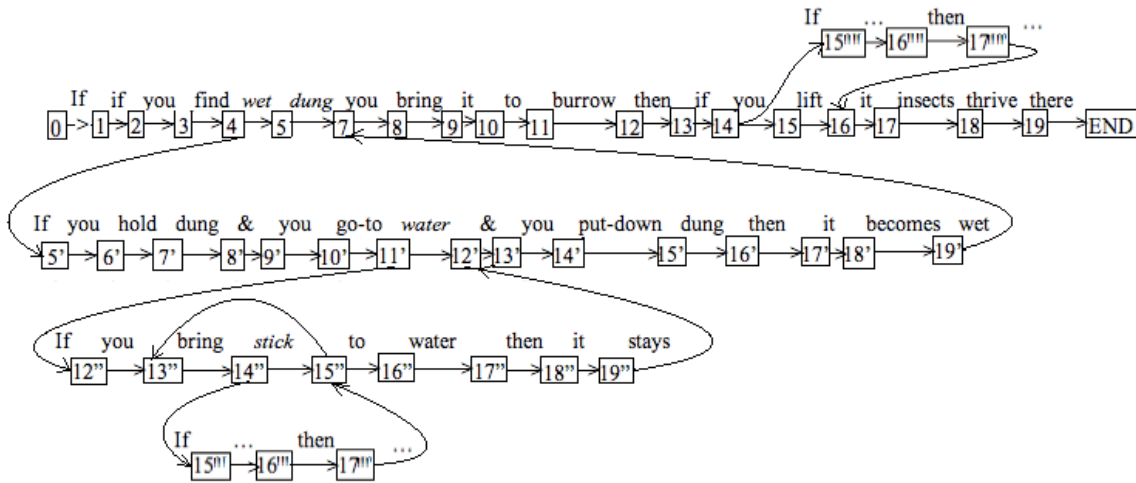 If ... then ...
15'''' 16'''' 17''''
If if you find wet dung you bring it to burrow then if you lift it insects thrive there
0 1 2 3 4 5 7 8 9 10 11 12 13 14 15 16 17 18 19 END
If you hold dung & you go-to water & you put-down dung then it becomes wet
5' 6' 7' 8' 9' 10' 11' 12' 13' 14' 15' 16' 17' 18' 19'
If you bring stick to water then it stays
12'' 13'' 14'' 15'' 16'' 17'' 18'' 19''
If ... then ...
15''' 16''' 17'''